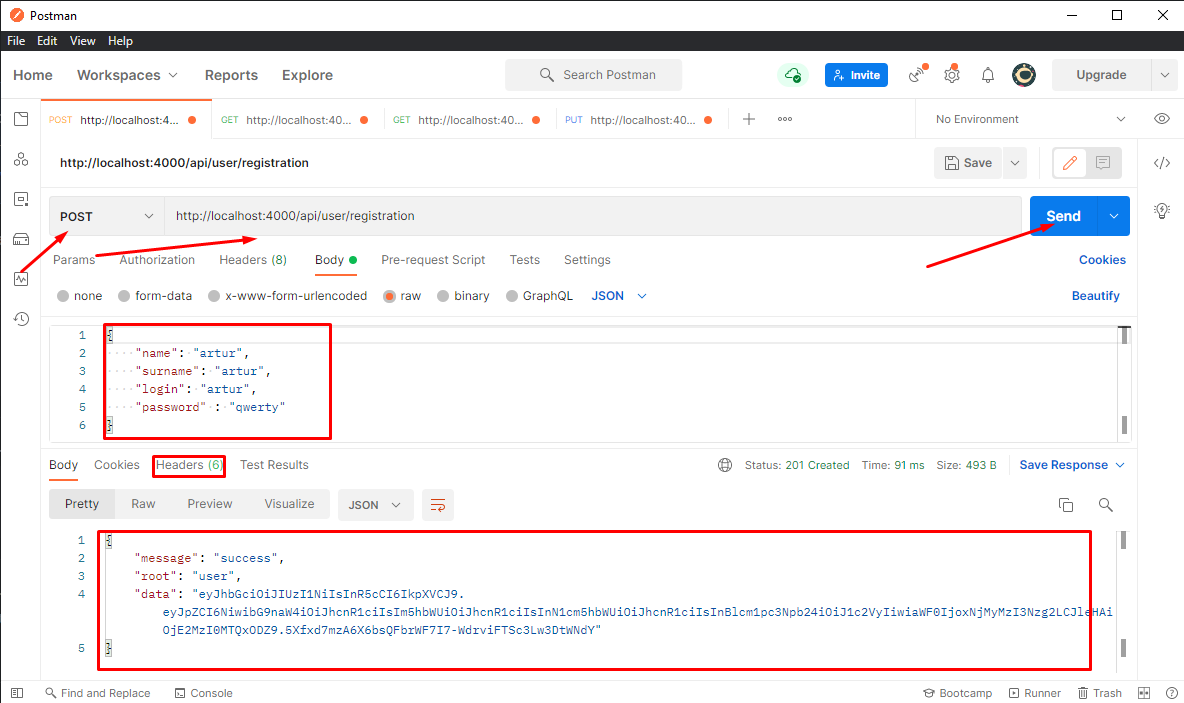 Postman
File Edit View Help
Home Workspaces Reports Explore Search Postman Invite Upgrade
POST http://localhost:4... GET http://localhost:40... GET http://localhost:40... PUT http://localhost:40... No Environment
http://localhost:4000/api/user/registration Save
POST http://localhost:4000/api/user/registration Send
Params Authorization Headers (8) Body Pre-request Script Tests Settings Cookies
none form-data x-www-form-urlencoded raw binary GraphQL JSON Beautify
1 {
2 "name": "artur",
3 "surname": "artur",
4 "login": "artur",
5 "password" : "qwerty"
6 }
Body Cookies Headers (6) Test Results Status: 201 Created Time: 91 ms Size: 493 B Save Response
Pretty Raw Preview Visualize JSON
1 {
2 "message": "success",
3 "root": "user",
4 "data": "eyJhbGciOiJIUzI1NiIsInR5cCI6IkpXVCJ9.
eyJpZCI6NiwibG9naW4iOiJhcnR1ciIsIm5hbWUiOiJhcnR1ciIsInN1cm5hbWUiOiJhcnR1ciIsInBlcm1pc3Npb24iOiJ1c2VyIiwiaWF0IjoxNjMyMzI3Nzg2LCJleHAi
OjE2MzI0MTQxODZ9.5Xfxd7mzA6X6bsQFbrWF7I7-WdrviFTSc3Lw3DtWNdY"
5 }
Find and Replace Console Bootcamp Runner Trash